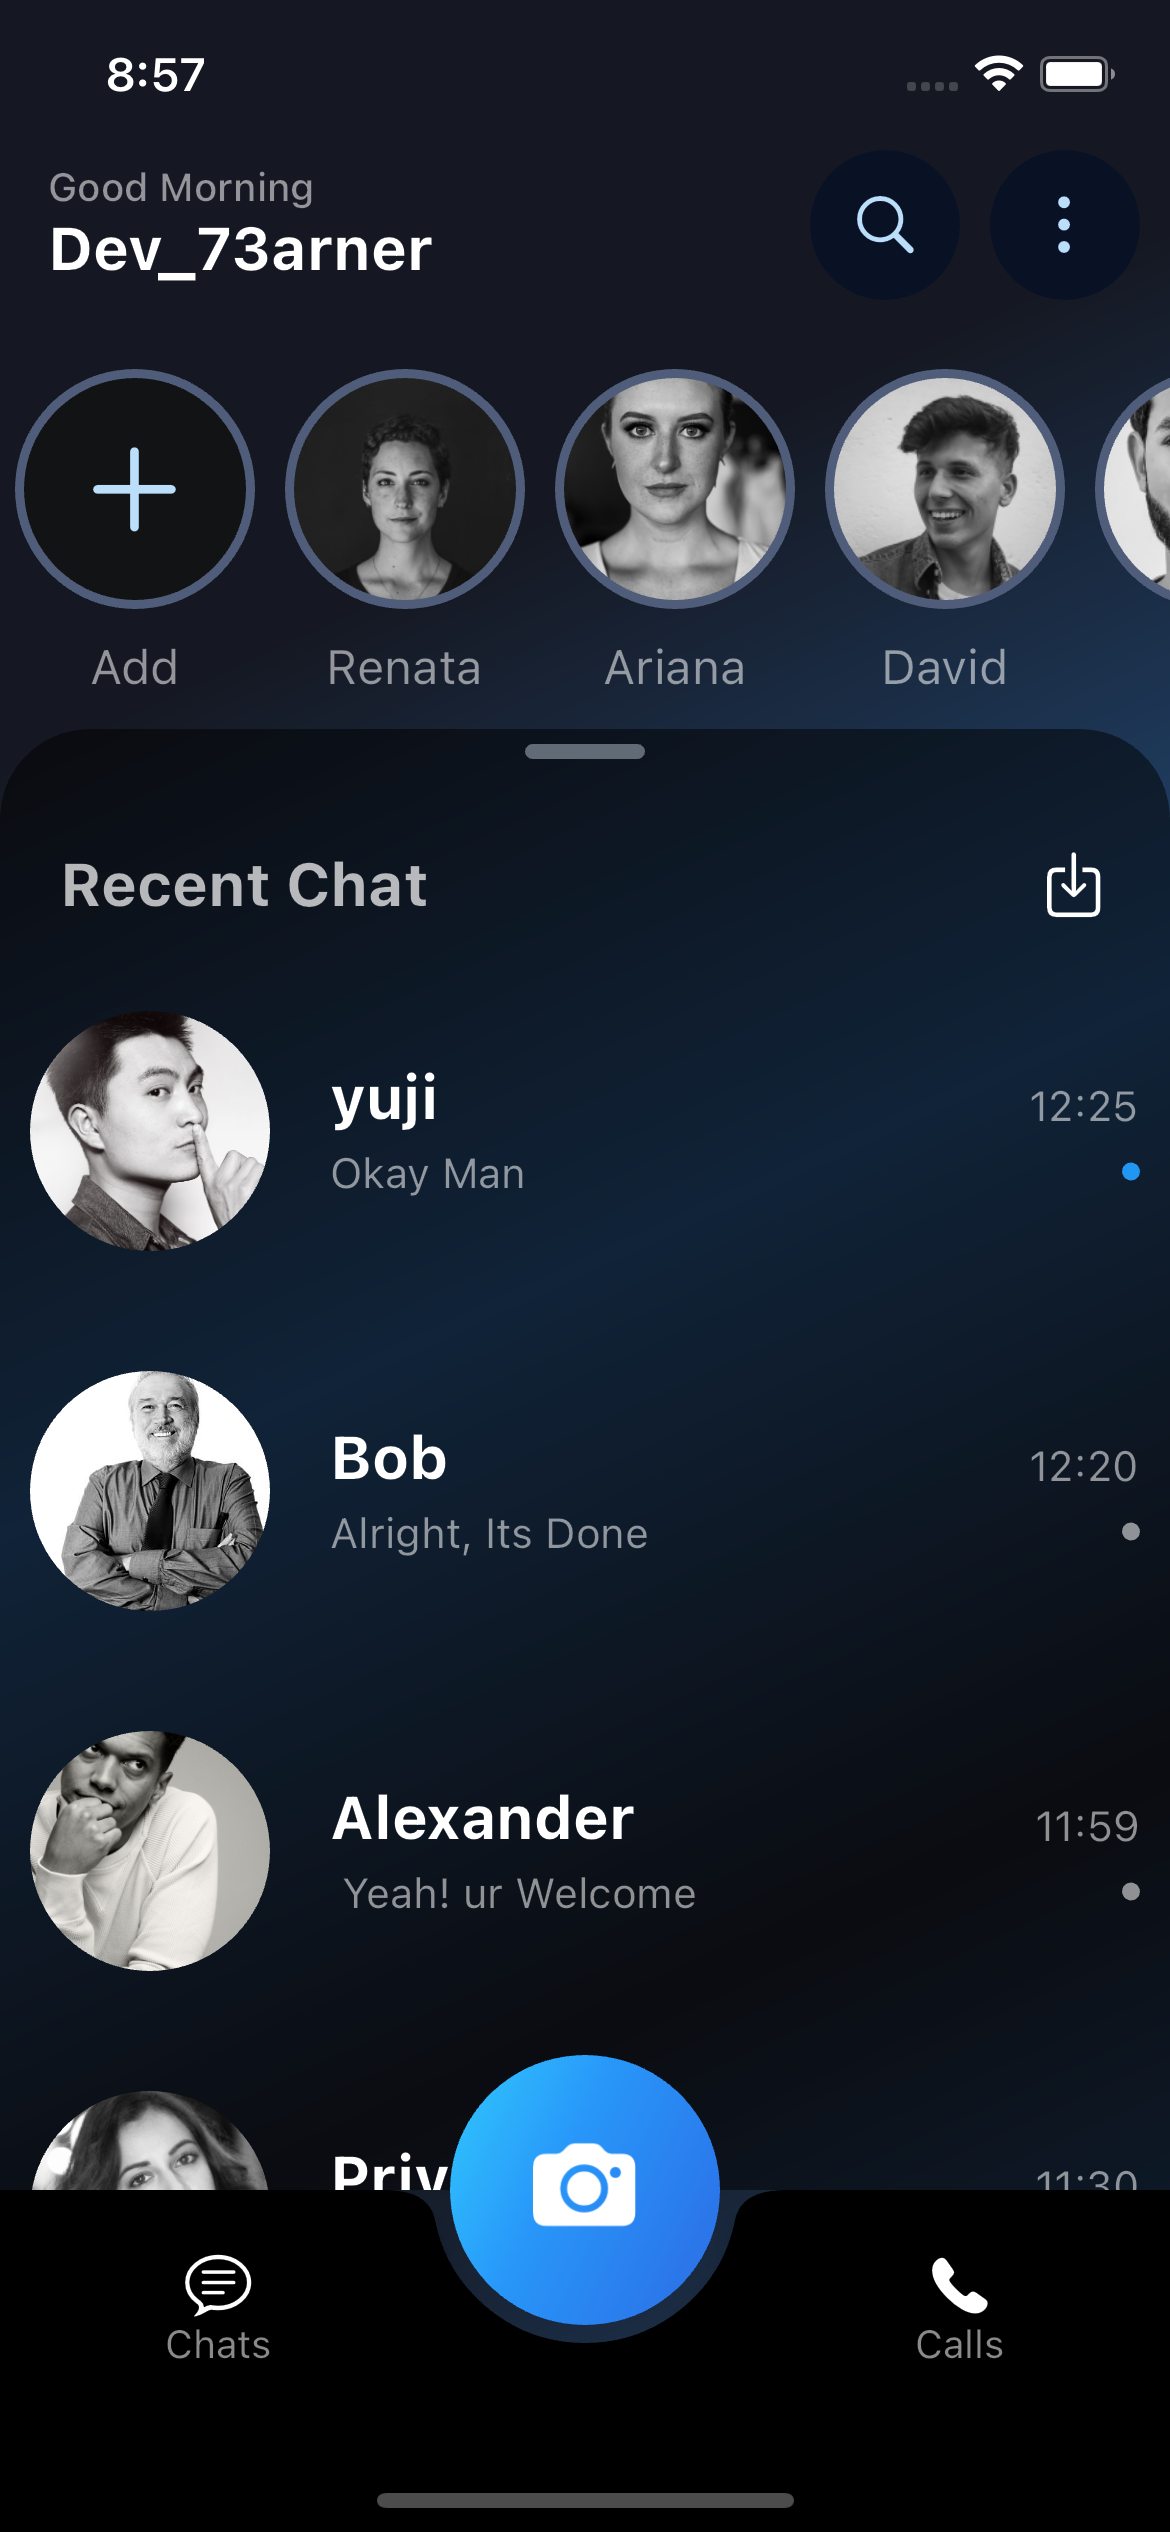 8:57
Good Morning
Dev_73arner
Add
Renata
Ariana
David
Recent Chat
yuji
12:25
Okay Man
Bob
12:20
Alright, Its Done
Alexander
11:59
Yeah! ur Welcome
Priv
11:30
Chats
Calls